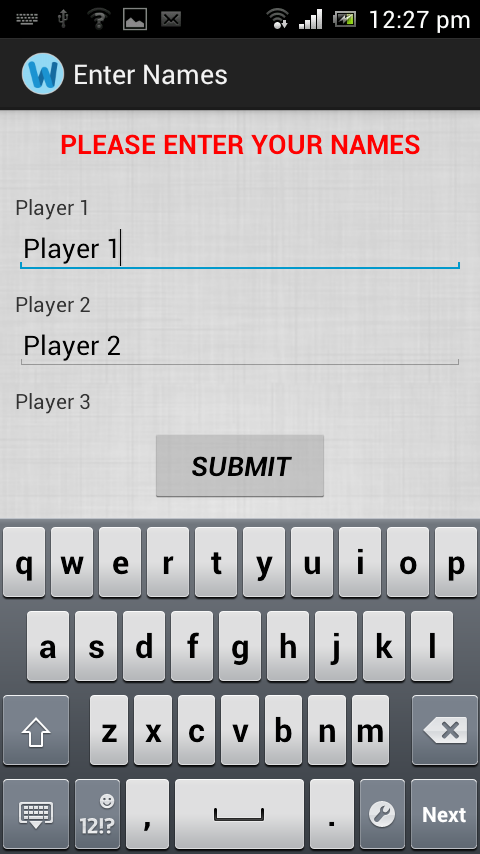 12:27 pm
W Enter Names
PLEASE ENTER YOUR NAMES
Player 1
Player 1
Player 2
Player 2
Player 3
SUBMIT
q w e r t y u i o p
a s d f g h j k l
z x c v b n m
12!? , . Next